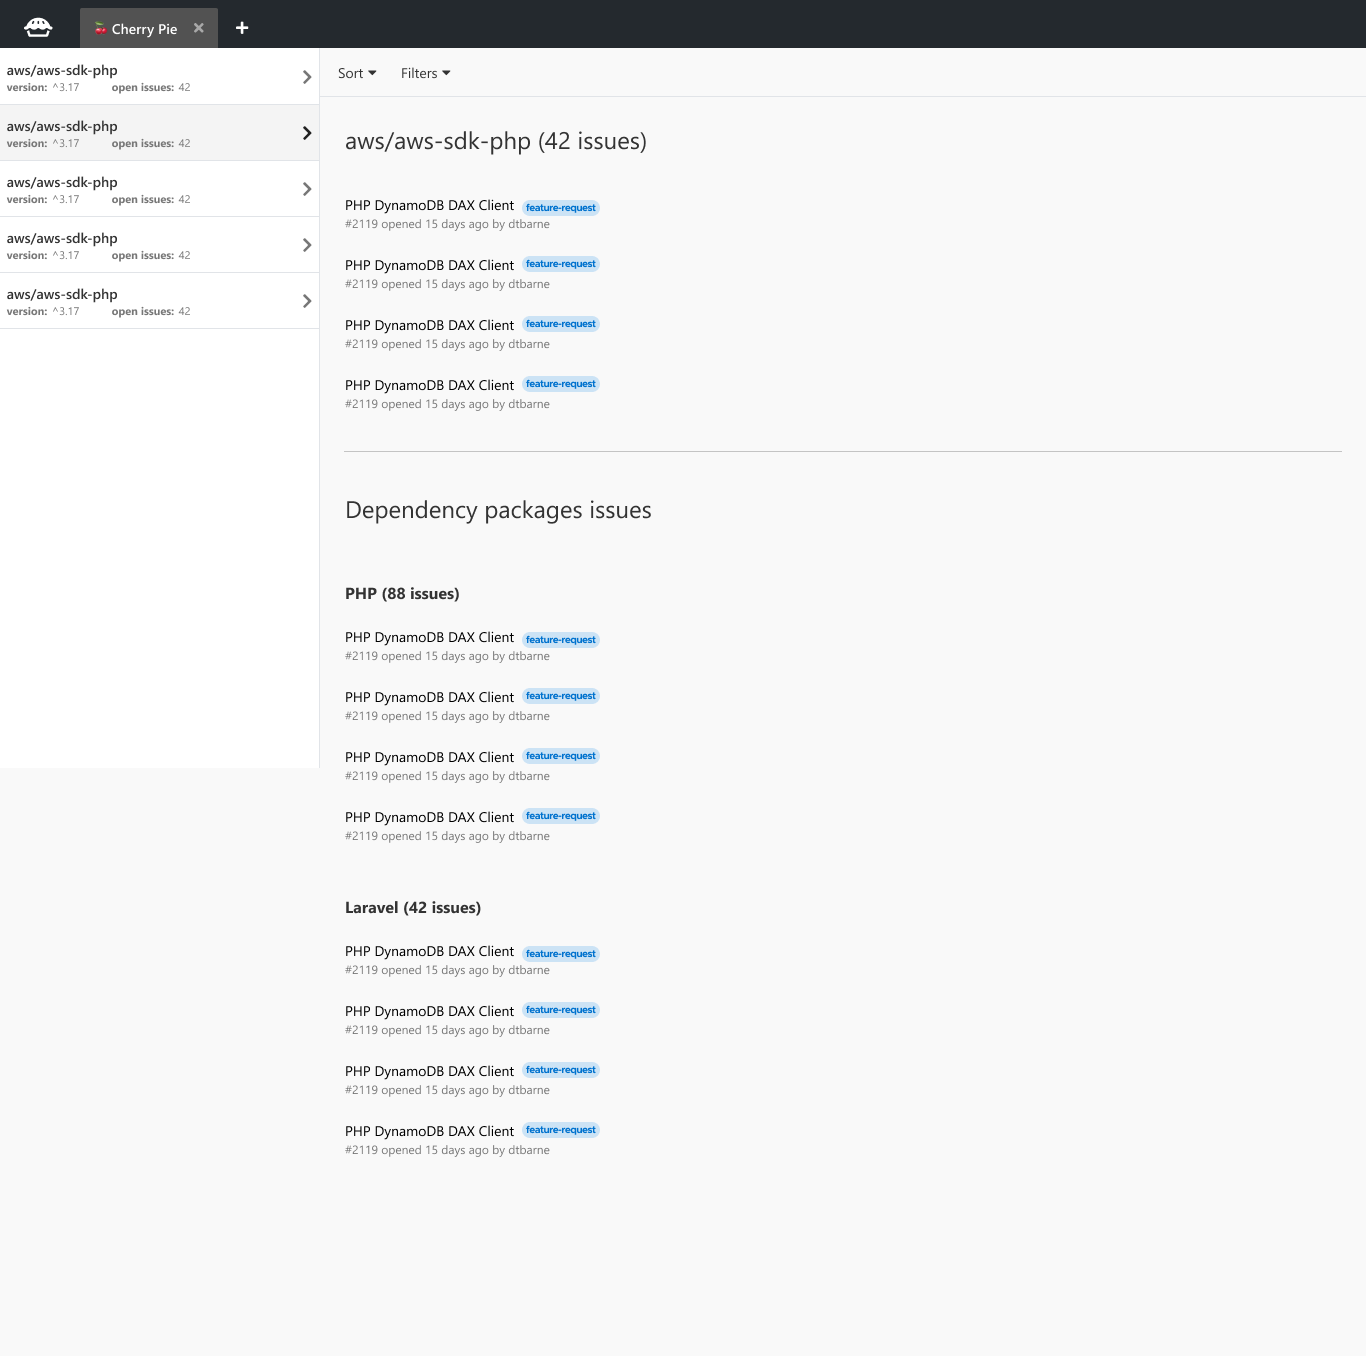 🍒 Cherry Pie
aws/aws-sdk-php
version: ^3.17 open issues: 42
aws/aws-sdk-php
version: ^3.17 open issues: 42
aws/aws-sdk-php
version: ^3.17 open issues: 42
aws/aws-sdk-php
version: ^3.17 open issues: 42
aws/aws-sdk-php
version: ^3.17 open issues: 42
Sort Filters
aws/aws-sdk-php (42 issues)
PHP DynamoDB DAX Client feature-request
#2119 opened 15 days ago by dtbarne
PHP DynamoDB DAX Client feature-request
#2119 opened 15 days ago by dtbarne
PHP DynamoDB DAX Client feature-request
#2119 opened 15 days ago by dtbarne
PHP DynamoDB DAX Client feature-request
#2119 opened 15 days ago by dtbarne
Dependency packages issues
PHP (88 issues)
PHP DynamoDB DAX Client feature-request
#2119 opened 15 days ago by dtbarne
PHP DynamoDB DAX Client feature-request
#2119 opened 15 days ago by dtbarne
PHP DynamoDB DAX Client feature-request
#2119 opened 15 days ago by dtbarne
PHP DynamoDB DAX Client feature-request
#2119 opened 15 days ago by dtbarne
Laravel (42 issues)
PHP DynamoDB DAX Client feature-request
#2119 opened 15 days ago by dtbarne
PHP DynamoDB DAX Client feature-request
#2119 opened 15 days ago by dtbarne
PHP DynamoDB DAX Client feature-request
#2119 opened 15 days ago by dtbarne
PHP DynamoDB DAX Client feature-request
#2119 opened 15 days ago by dtbarne